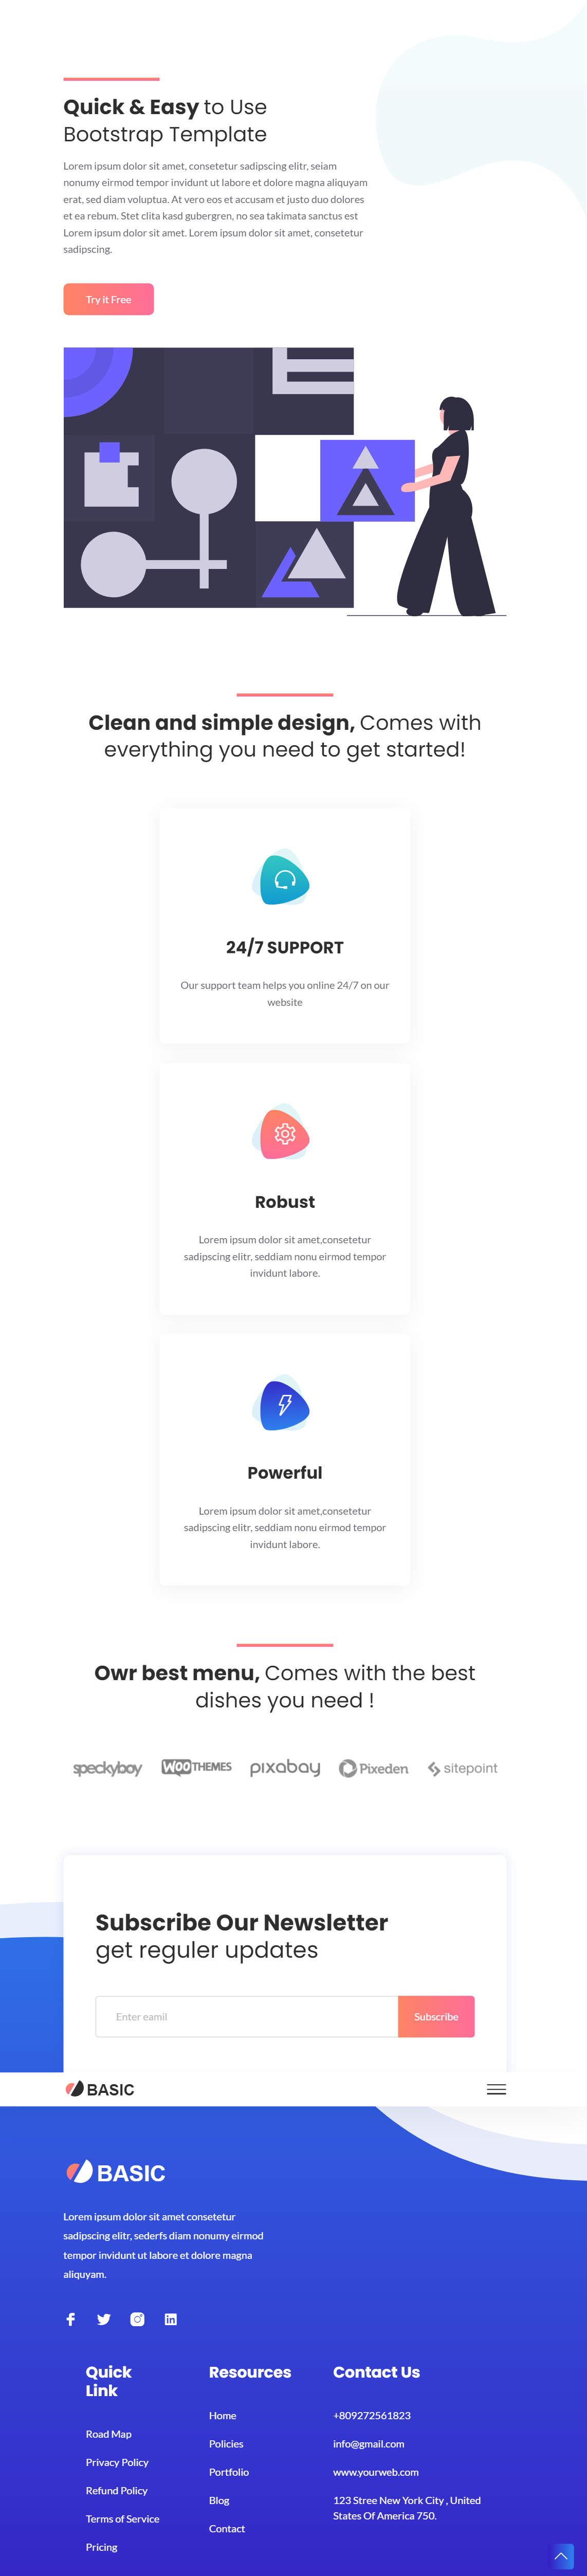 Quick & Easy to Use
Bootstrap Template
Lorem ipsum dolor sit amet, consetetur sadipscing elitr, seiam
nonumy eirmod tempor invidunt ut labore et dolore magna aliquyam
erat, sed diam voluptua. At vero eos et accusam et justo duo dolores
et ea rebum. Stet clita kasd gubergren, no sea takimata sanctus est
Lorem ipsum dolor sit amet. Lorem ipsum dolor sit amet, consetetur
sadipscing.
Try it Free
Clean and simple design, Comes with
everything you need to get started!
24/7 SUPPORT
Our support team helps you online 24/7 on our
website
Robust
Lorem ipsum dolor sit amet,consetetur
sadipscing elitr, seddiam nonu eirmod tempor
invidunt labore.
Powerful
Lorem ipsum dolor sit amet,consetetur
sadipscing elitr, seddiam nonu eirmod tempor
invidunt labore.
Owr best menu, Comes with the best
dishes you need !
speckyboy WOOTHEMES pixabay Pixeden sitepoint
Subscribe Our Newsletter
get reguler updates
Enter eamil
Subscribe
BASIC
BASIC
Lorem ipsum dolor sit amet consetetur
sadipscing elitr, sederfs diam nonumy eirmod
tempor invidunt ut labore et dolore magna
aliquyam.
Quick
Link
Road Map
Privacy Policy
Refund Policy
Terms of Service
Pricing
Resources
Home
Policies
Portfolio
Blog
Contact
Contact Us
+809272561823
info@gmail.com
www.yourweb.com
123 Stree New York City , United
States Of America 750.